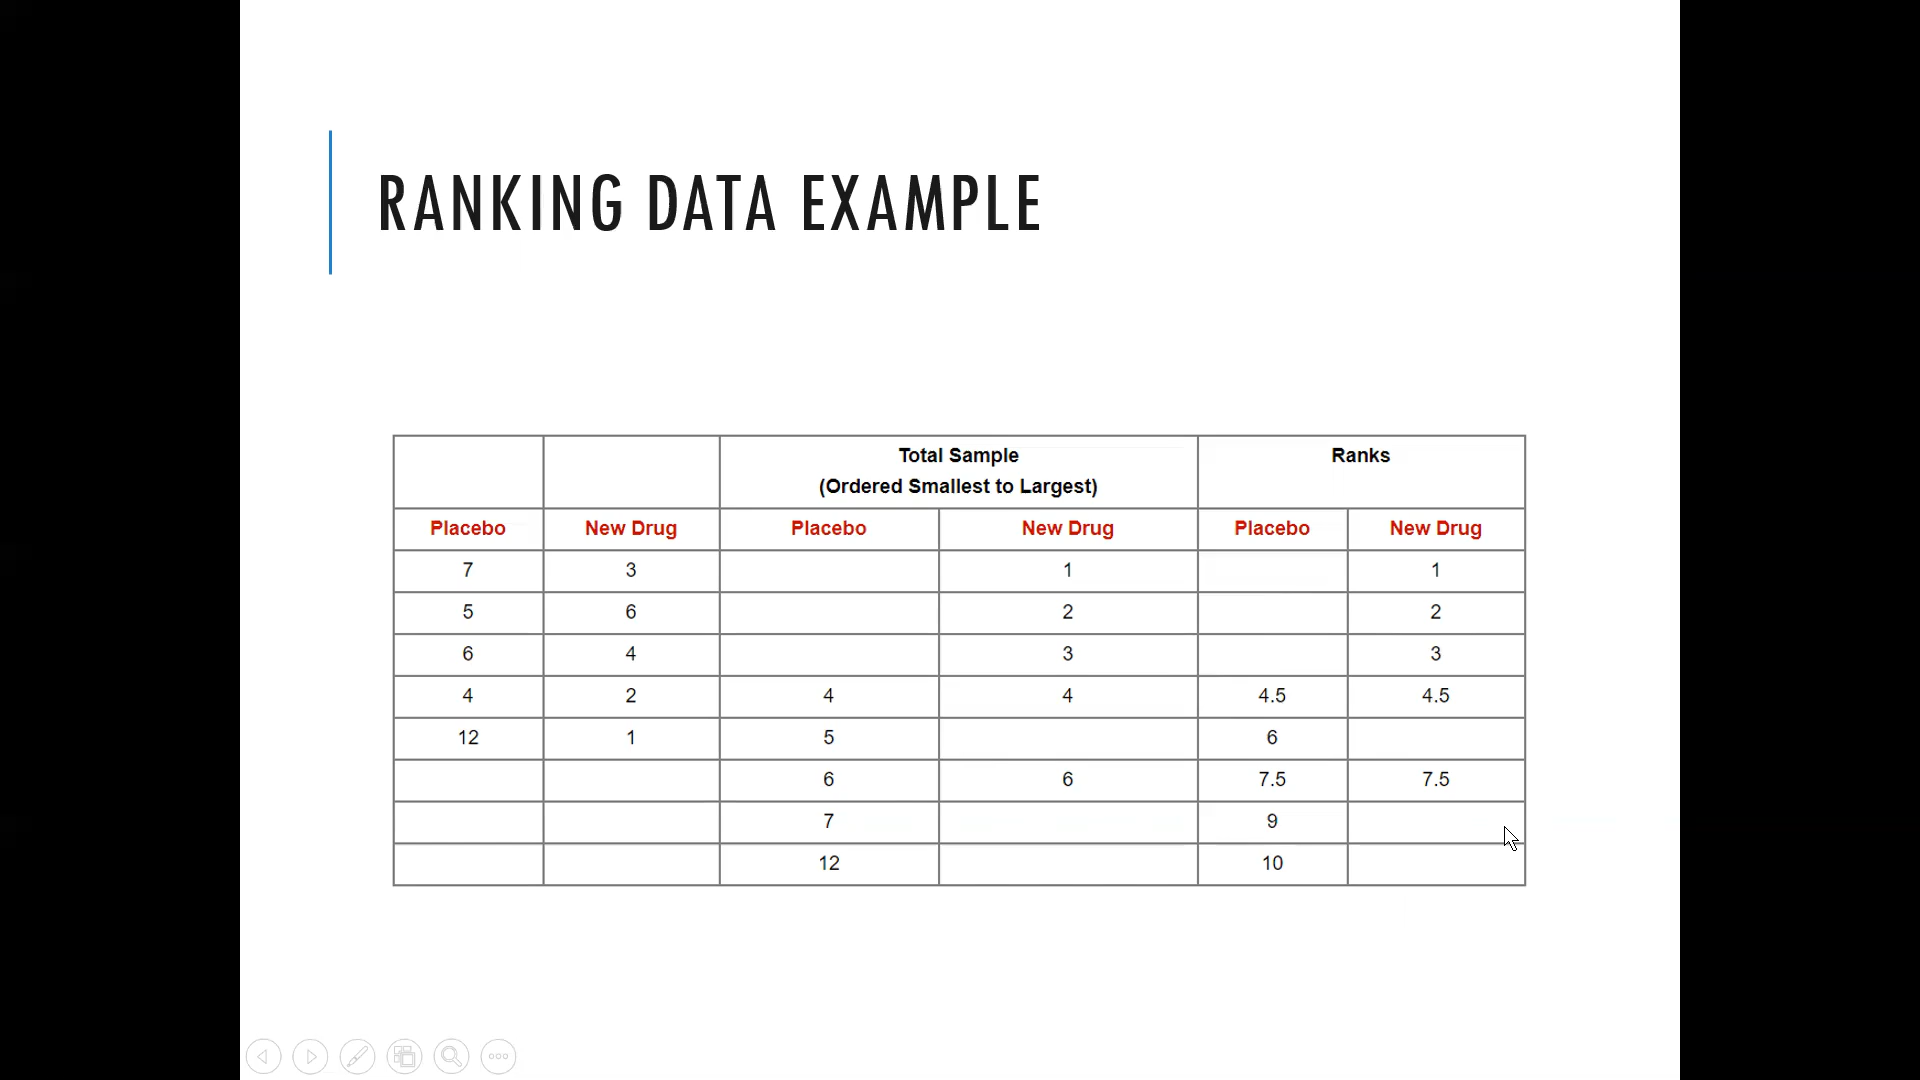 RANKING DATA EXAMPLE
Total Sample Ranks
(Ordered Smallest to Largest)
Placebo New Drug Placebo New Drug Placebo New Drug
7 3 1 1
5 6 2 2
6 4 3 3
4 2 4 4 4.5 4.5
12 1 5 6
6 6 7.5 7.5
7 9
12 10